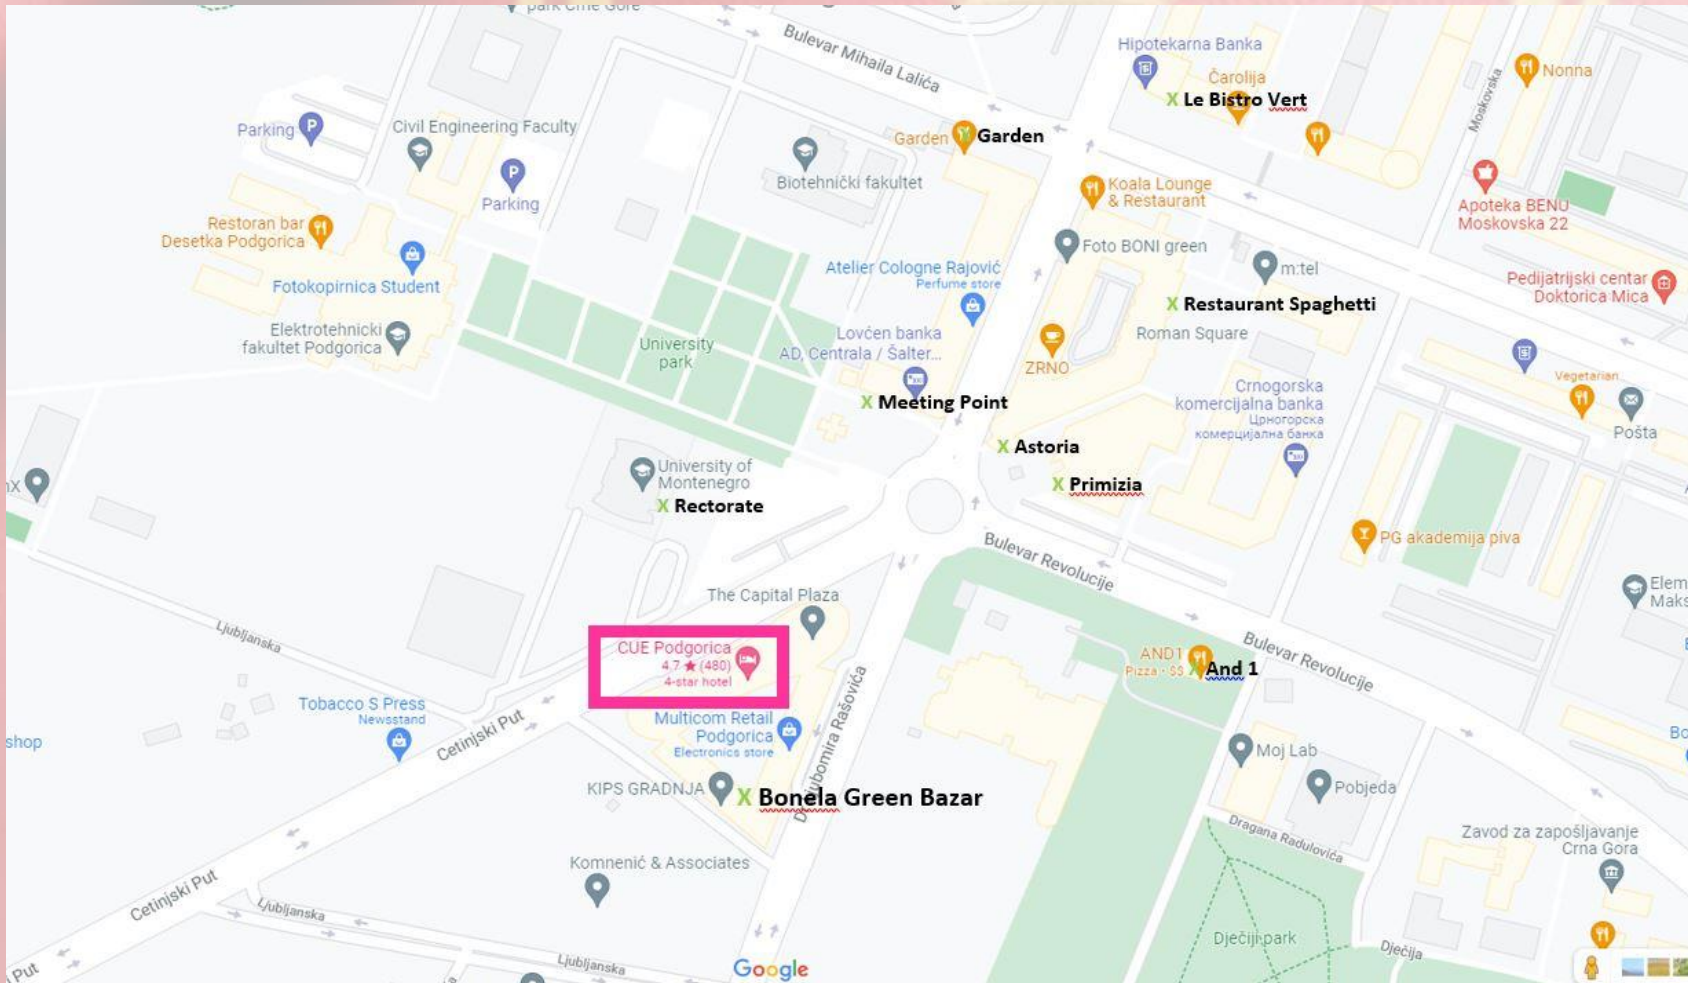 park Crne Gore
Bulevar Mihaila Lalića
Hipotekarna Banka
Čarolija
X Le Bistro Vert
Nonna
Moskovska
Parking
Civil Engineering Faculty
Garden
X Garden
Biotehnički fakultet
Parking
Koala Lounge
& Restaurant
Apoteka BENU
Moskovska 22
Restoran bar
Desetka Podgorica
Foto BONI green
m:tel
Atelier Cologne Rajović
Perfume store
Fotokopirnica Student
Pedijatrijski centar
Doktorica Mica
X Restaurant Spaghetti
Elektrotehnicki
fakultet Podgorica
University
park
Lovćen banka
AD, Centrala / Šalter...
Roman Square
ZRNO
Crnogorska
komercijalna banka
Црногорска
комерцијална банка
Vegetarian
Pošta
X Meeting Point
X Astoria
University of
Montenegro
X Primizia
X Rectorate
PG akademija piva
Bulevar Revolucije
The Capital Plaza
Elem
Maks
Ljubljanska
CUE Podgorica
4.7 ★ (480)
4-star hotel
AND1
Pizza · $$
X And 1
Bulevar Revolucije
Tobacco S Press
Newsstand
Cetinjski Put
Multicom Retail
Podgorica
Electronics store
shop
Bo
Moj Lab
KIPS GRADNJA
X Bonela Green Bazar
Pobjeda
Dragana Radulovića
Zavod za zapošljavanje
Crna Gora
Komnenić & Associates
Cetinjski Put
Ljubljanska
Dječiji park
Dječija
Put
Ljubljanska
Google